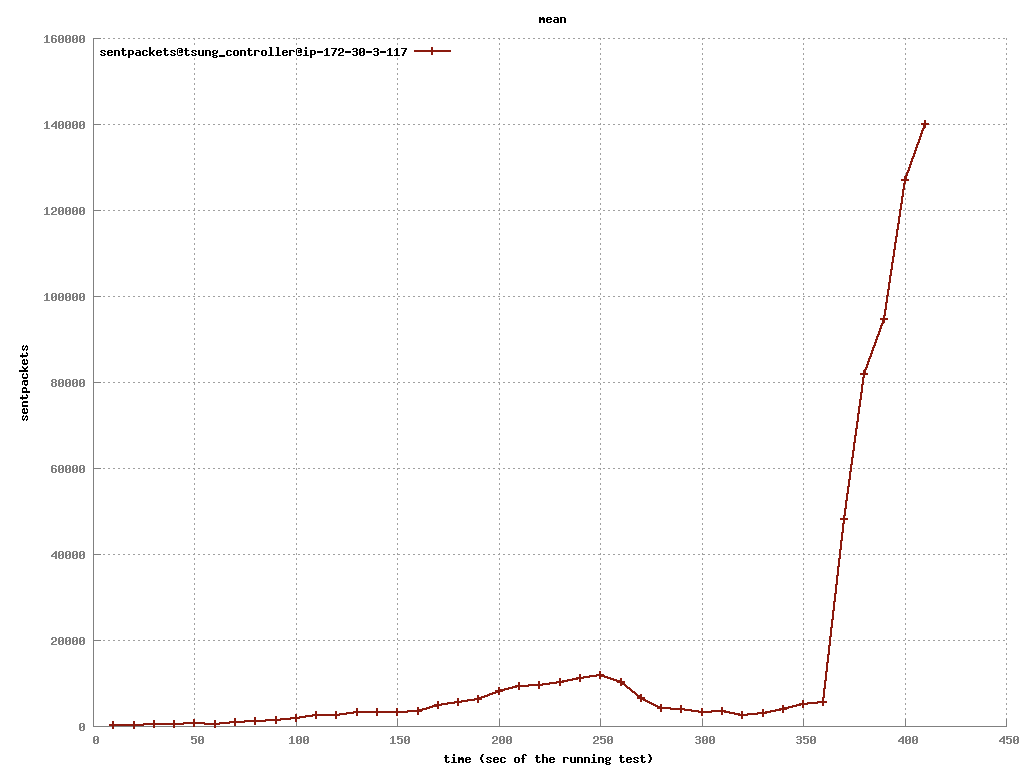 mean
sentpackets@tsung_controller@ip-172-30-3-117
160000
140000
120000
100000
80000
60000
40000
20000
0
sentpackets
0 50 100 150 200 250 300 350 400 450
time (sec of the running test)